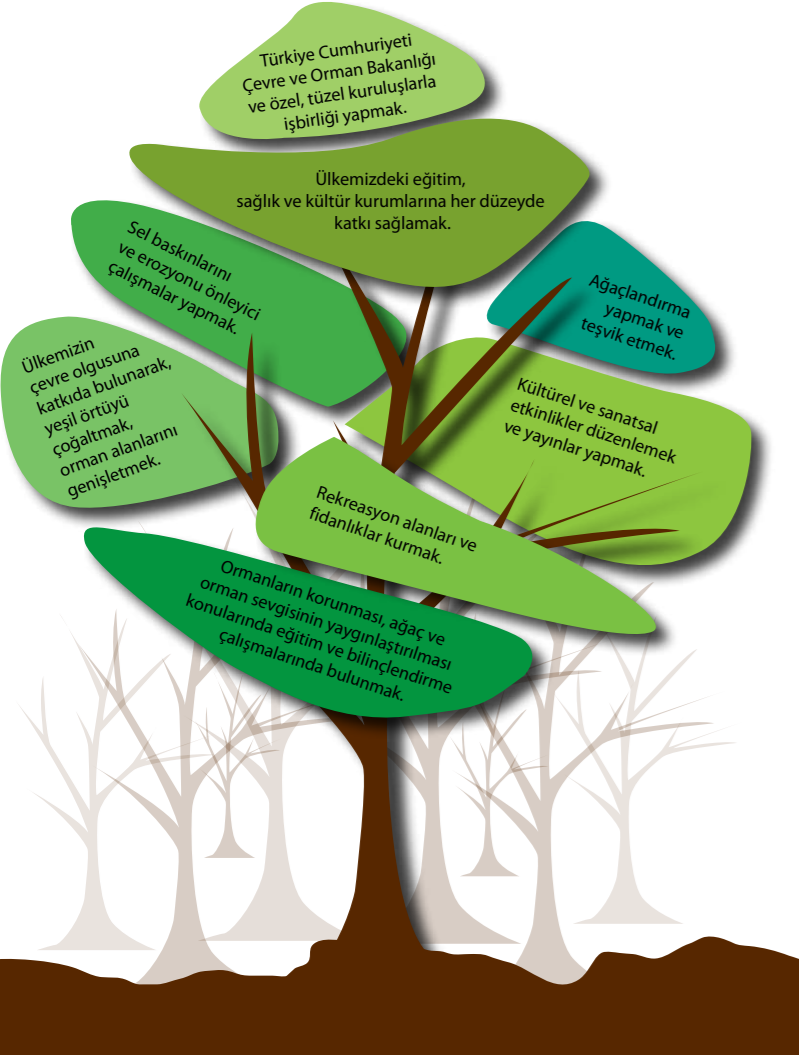 Türkiye Cumhuriyeti
Çevre ve Orman Bakanlığı
ve özel, tüzel kuruluşlarla
işbirliği yapmak.
Ülkemizdeki eğitim,
sağlık ve kültür kurumlarına her düzeyde
katkı sağlamak.
Sel baskınlarını
ve erozyonu önleyici
çalışmalar yapmak.
Ağaçlandırma
yapmak ve
teşvik etmek.
Ülkemizin
çevre olgusuna
katkıda bulunarak,
yeşil örtüyü
çoğaltmak,
orman alanlarını
genişletmek.
Kültürel ve sanatsal
etkinlikler düzenlemek
ve yayınlar yapmak.
Rekreasyon alanları ve
fidanlıklar kurmak.
Ormanların korunması, ağaç ve
orman sevgisinin yaygınlaştırılması
konularında eğitim ve bilinçlendirme
çalışmalarında bulunmak.